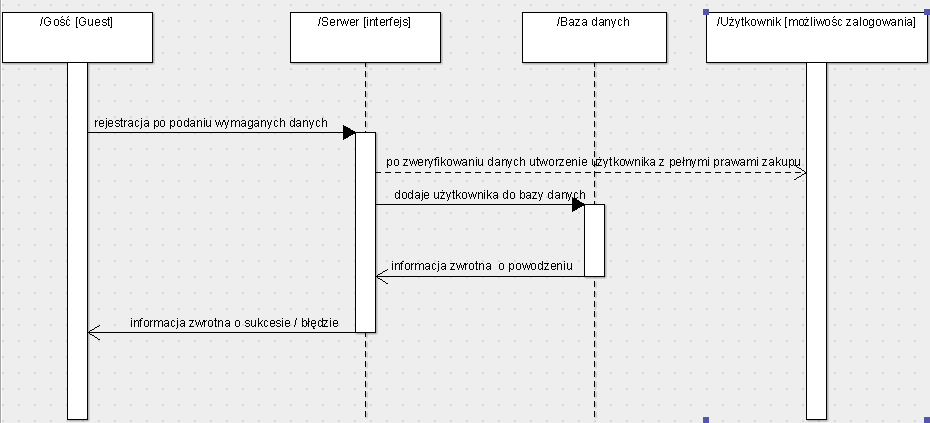 /Gość [Guest]
/Serwer [interfejs]
/Baza danych
/Użytkownik [możliwośc zalogowania]
rejestracja po podaniu wymaganych danych
po zweryfikowaniu danych utworzenie użytkownika z pełnymi prawami zakupu
dodaje użytkownika do bazy danych
informacja zwrotna o powodzeniu
informacja zwrotna o sukcesie / błędzie